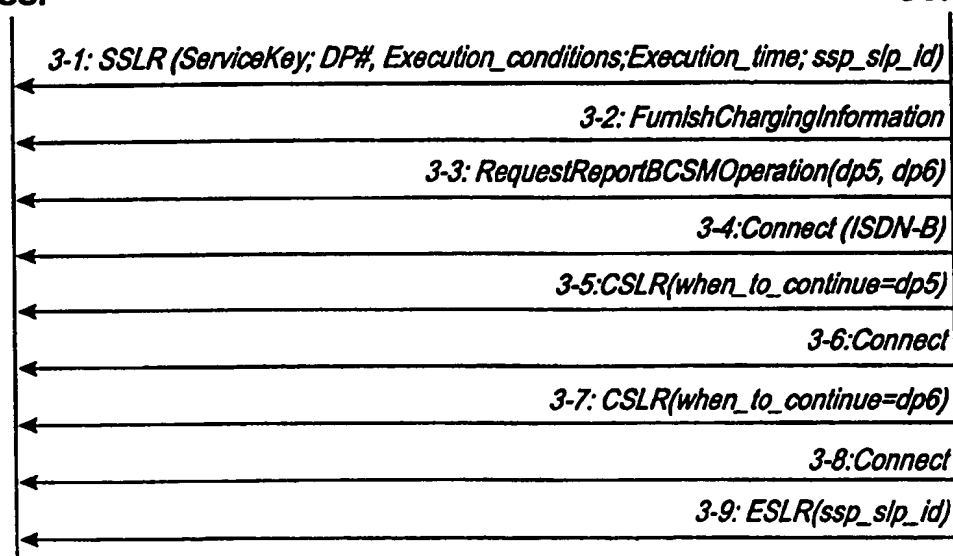 3-1: SSLR (ServiceKey; DP#, Execution_conditions;Execution_time; ssp_slp_id)
3-2: FurnishChargingInformation
3-3: RequestReportBCSMOperation(dp5, dp6)
3-4:Connect (ISDN-B)
3-5:CSLR(when_to_continue=dp5)
3-6:Connect
3-7: CSLR(when_to_continue=dp6)
3-8:Connect
3-9: ESLR(ssp_slp_id)